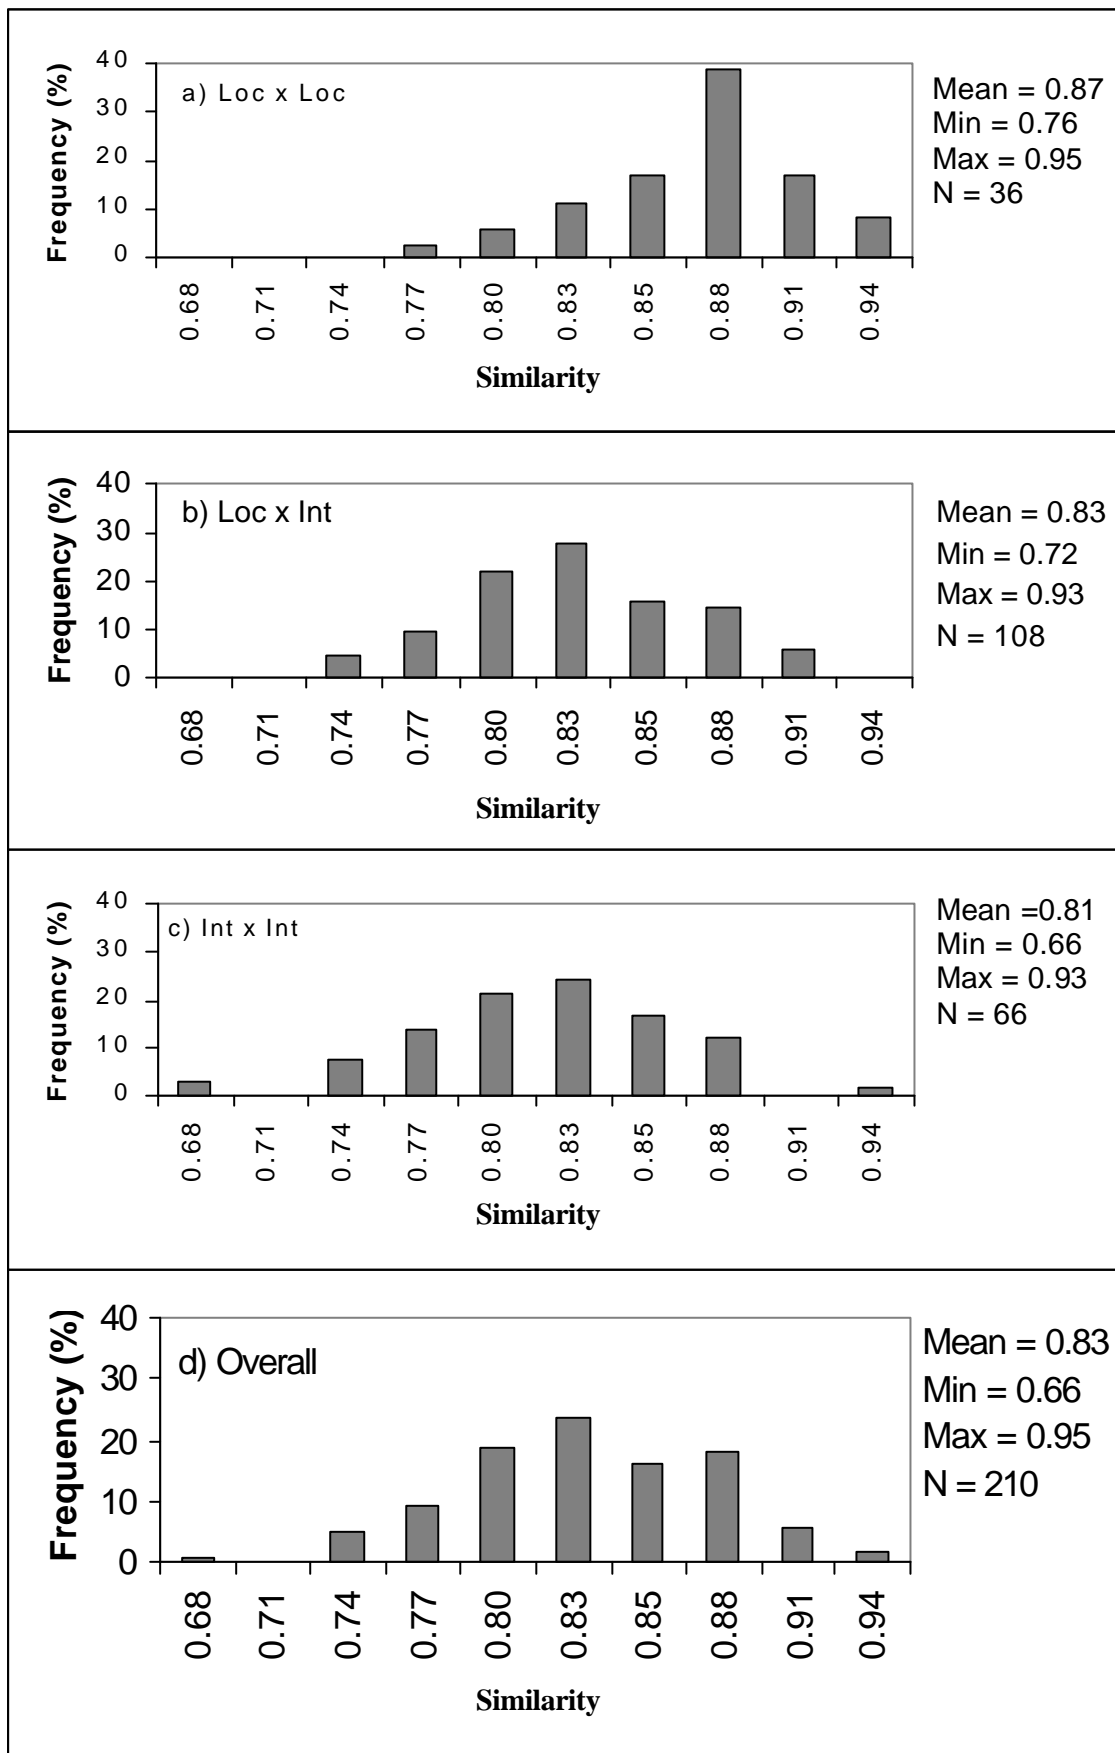 a) Loc x Loc
Frequency (%)
40
30
20
10
0
0.68 0.71 0.74 0.77 0.80 0.83 0.85 0.88 0.91 0.94
Similarity
Mean = 0.87
Min = 0.76
Max = 0.95
N = 36
b) Loc x Int
Frequency (%)
40
30
20
10
0
0.68 0.71 0.74 0.77 0.80 0.83 0.85 0.88 0.91 0.94
Similarity
Mean = 0.83
Min = 0.72
Max = 0.93
N = 108
c) Int x Int
Frequency (%)
40
30
20
10
0
0.68 0.71 0.74 0.77 0.80 0.83 0.85 0.88 0.91 0.94
Similarity
Mean =0.81
Min = 0.66
Max = 0.93
N = 66
d) Overall
Frequency (%)
40
30
20
10
0
0.68 0.71 0.74 0.77 0.80 0.83 0.85 0.88 0.91 0.94
Similarity
Mean = 0.83
Min = 0.66
Max = 0.95
N = 210